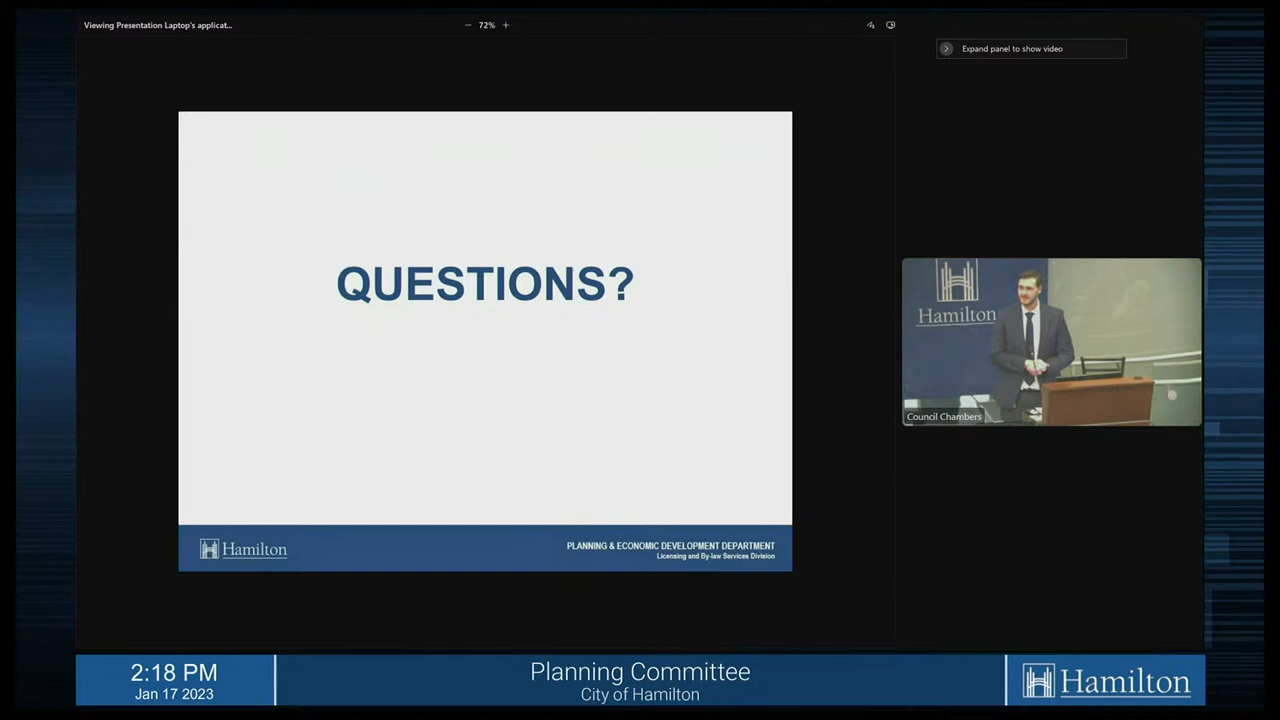 Viewing Presentation Laptop's applicat...
72%
Expand panel to show video
QUESTIONS?
Hamilton
PLANNING & ECONOMIC DEVELOPMENT DEPARTMENT
Licensing and By-law Services Division
Hamilton
Council Chambers
2:18 PM
Jan 17 2023
Planning Committee
City of Hamilton
Hamilton